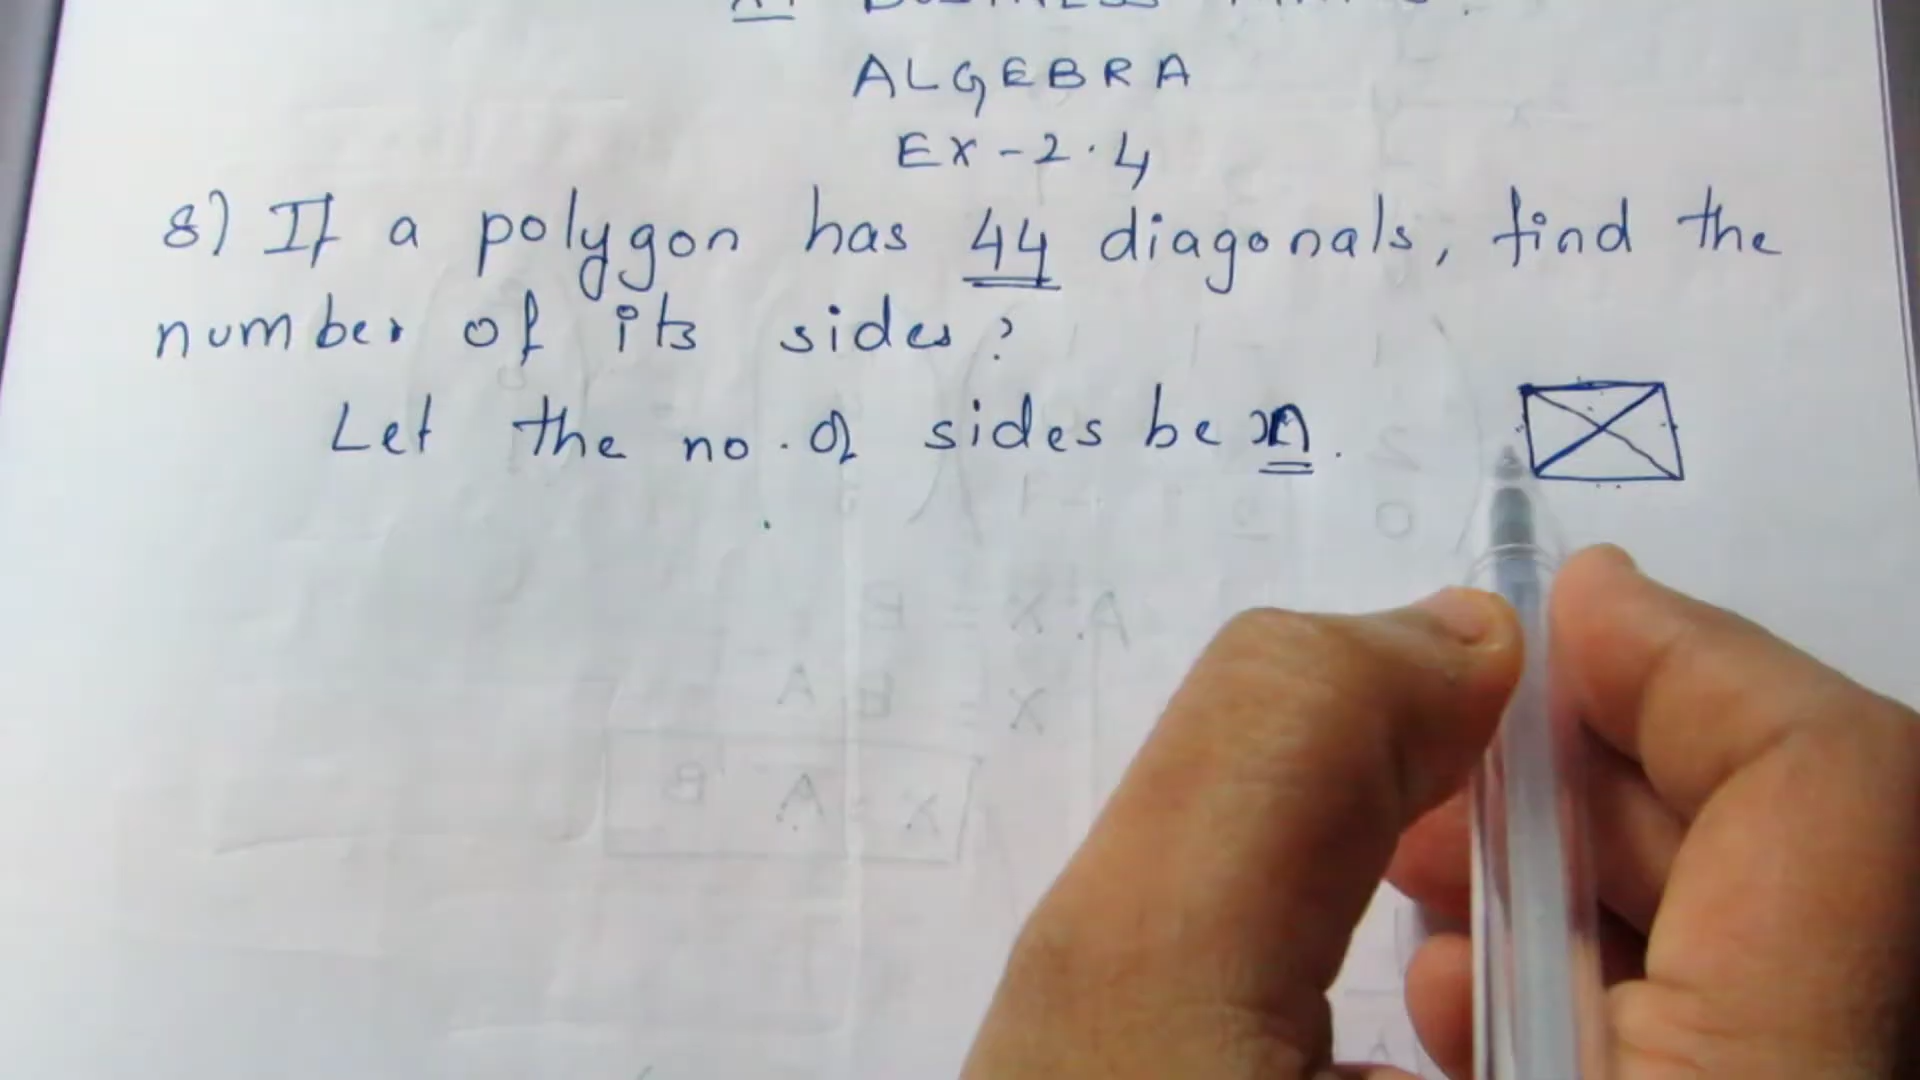 ALGEBRA
EX-2.4
8) If a polygon has 44 diagonals, find the
number of its sides?
Let the no. of sides be n.